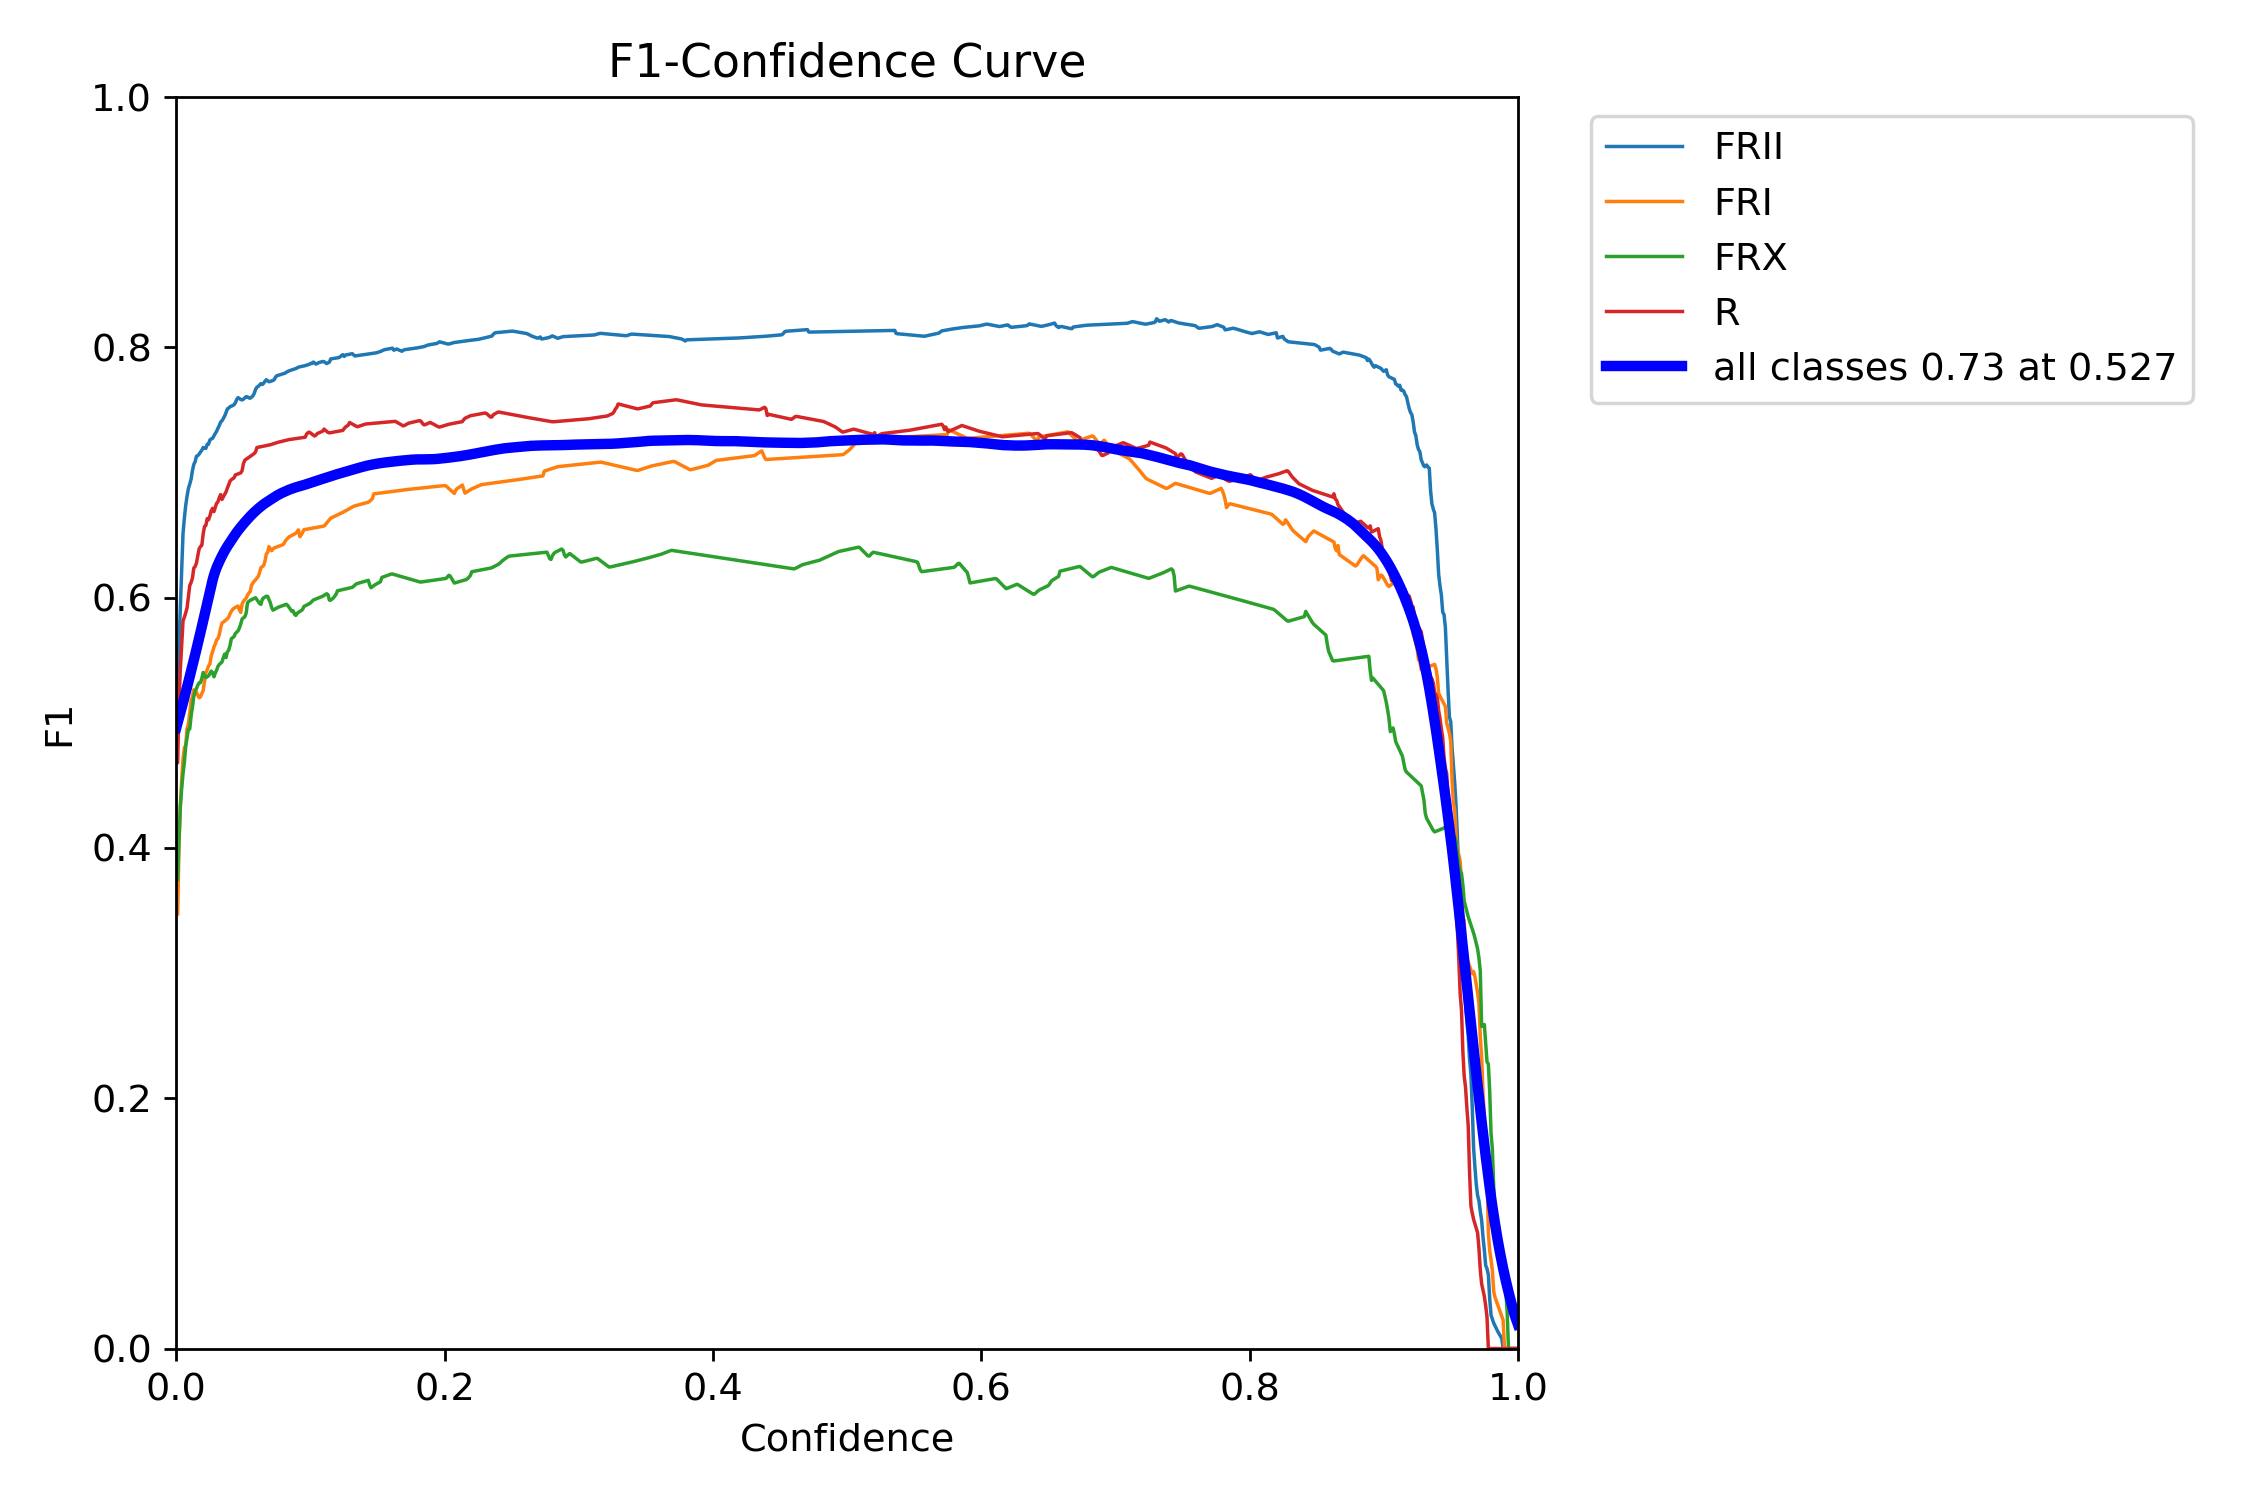 F1-Confidence Curve
1.0
0.8
0.6
0.4
0.2
0.0
F1
0.0 0.2 0.4 0.6 0.8 1.0
Confidence
FRII
FRI
FRX
R
all classes 0.73 at 0.527